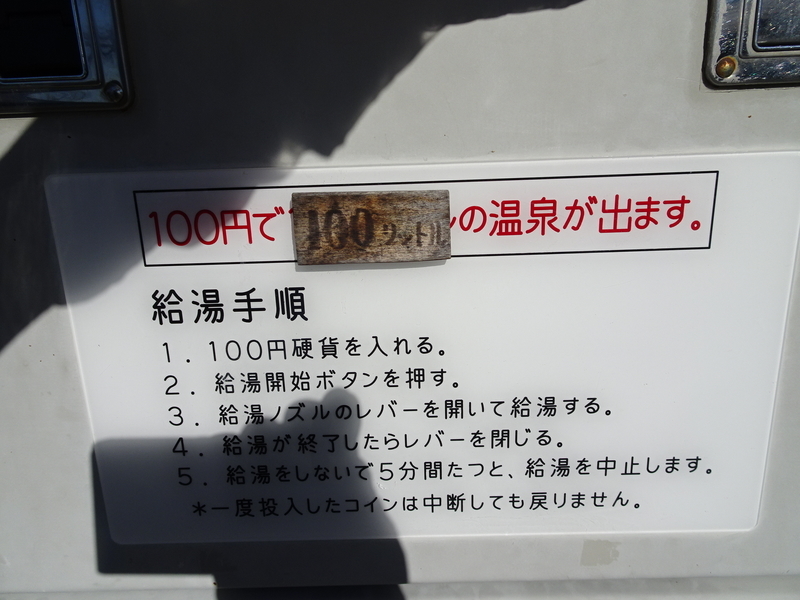 100円で100リットルの温泉が出ます。
給湯手順
1．100円硬貨を入れる。
2．給湯開始ボタンを押す。
3．給湯ノズルのレバーを開いて給湯する。
4．給湯が終了したらレバーを閉じる。
5．給湯をしないで5分間たつと、給湯を中止します。
＊一度投入したコインは中断しても戻りません。